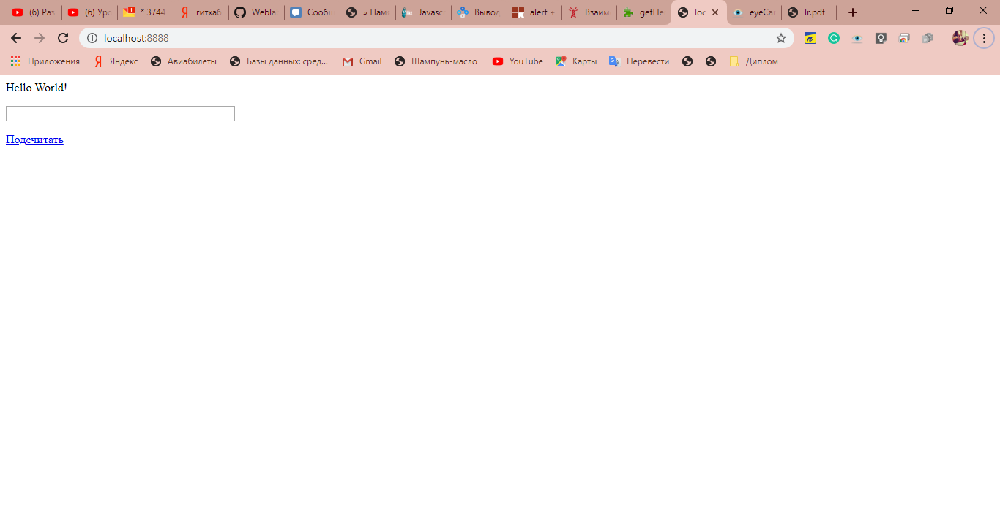 (6) Раз (6) Урс * 3744 гитхаб Weblal Сообщ » Пам Javasc Вывод alert + Взаим getEle loc eyeCar lr.pdf
localhost:8888
Приложения Яндекс Авиабилеты Базы данных: сред... Gmail Шампунь-масло YouTube Карты Перевести Диплом
Hello World!
Подсчитать